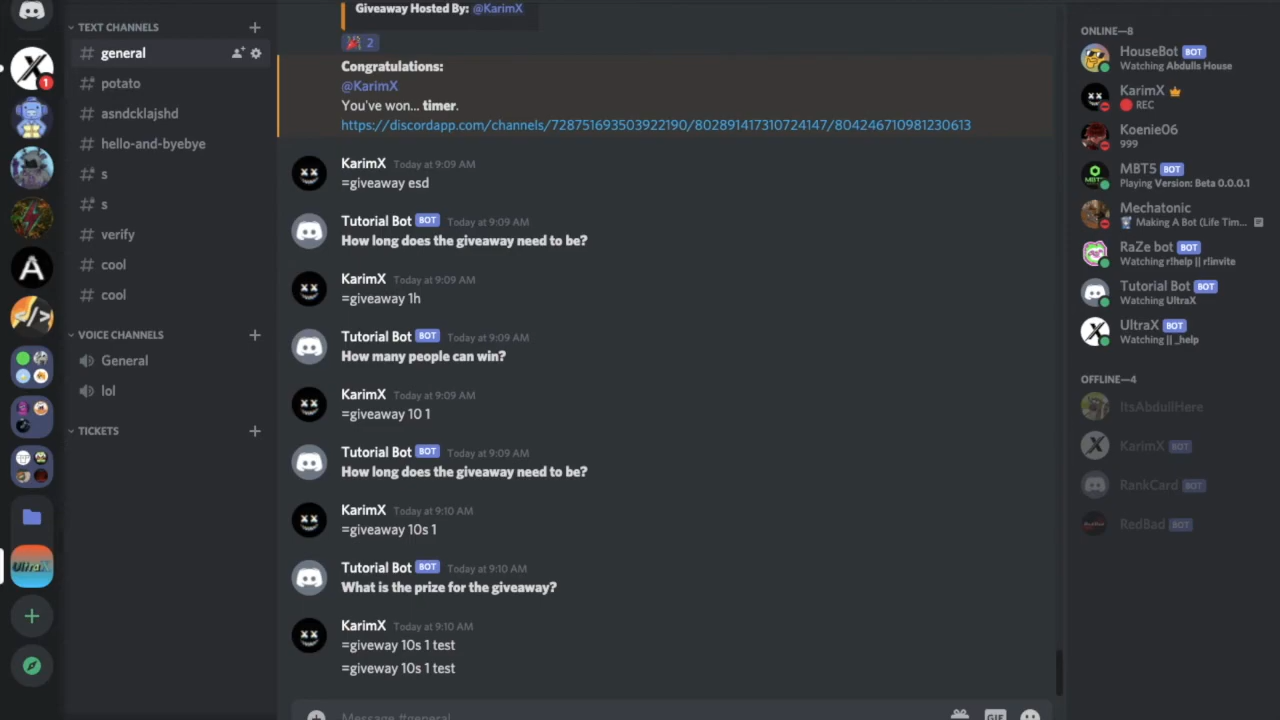 TEXT CHANNELS
general
potato
asndcklajshd
hello-and-byebye
s
s
verify
cool
cool
VOICE CHANNELS
General
lol
TICKETS
1
UltraX
Giveaway Hosted By: @KarimX
2
Congratulations:
@KarimX
You've won... timer.
https://discordapp.com/channels/728751693503922190/802891417310724147/804246710981230613
KarimX Today at 9:09 AM
=giveaway esd
Tutorial Bot BOT Today at 9:09 AM
How long does the giveaway need to be?
KarimX Today at 9:09 AM
=giveaway 1h
Tutorial Bot BOT Today at 9:09 AM
How many people can win?
KarimX Today at 9:09 AM
=giveaway 10 1
Tutorial Bot BOT Today at 9:09 AM
How long does the giveaway need to be?
KarimX Today at 9:10 AM
=giveaway 10s 1
Tutorial Bot BOT Today at 9:10 AM
What is the prize for the giveaway?
KarimX Today at 9:10 AM
=giveway 10s 1 test
=giveway 10s 1 test
Message #general
GIF
ONLINE—8
HouseBot BOT
Watching Abdulls House
KarimX
REC
Koenie06
999
MBT5 BOT
Playing Version: Beta 0.0.0.1
Mechatonic
Making A Bot (Life Tim...
RaZe bot BOT
Watching r!help || r!invite
Tutorial Bot BOT
Watching UltraX
UltraX BOT
Watching || _help
OFFLINE—4
ItsAbdullHere
KarimX BOT
RankCard BOT
RedBad BOT